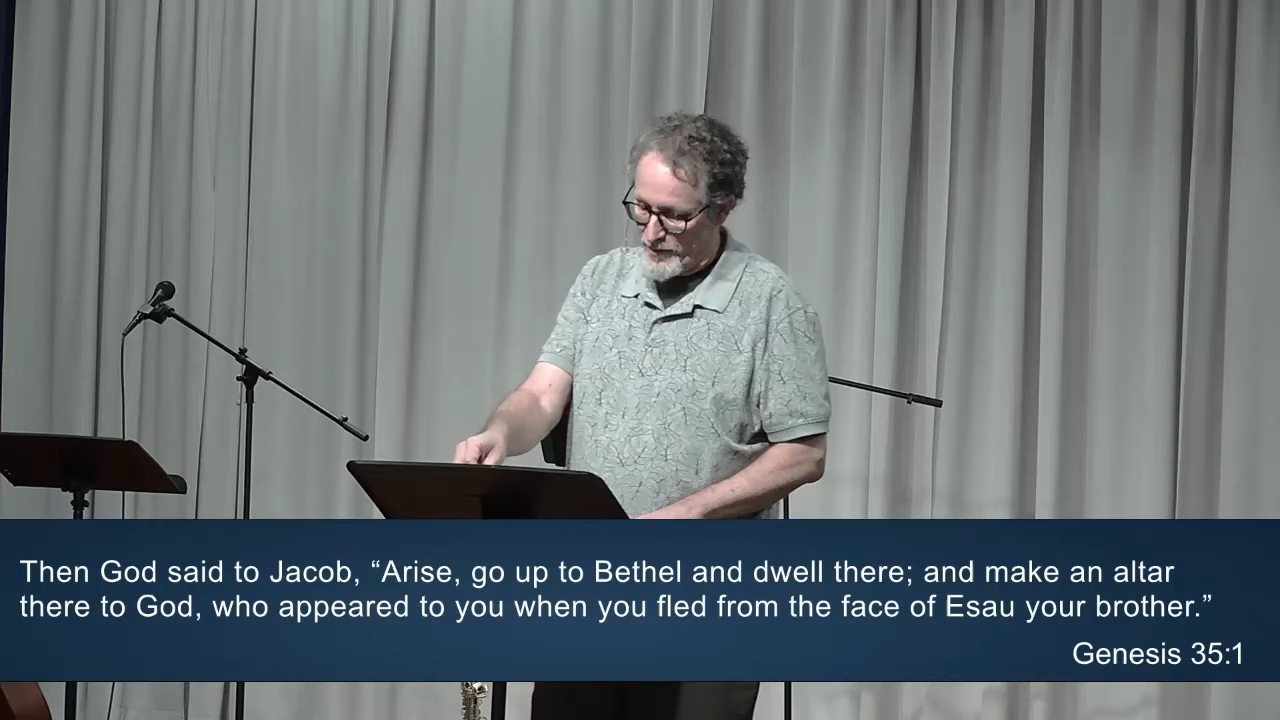 Then God said to Jacob, “Arise, go up to Bethel and dwell there; and make an altar
there to God, who appeared to you when you fled from the face of Esau your brother.”
Genesis 35:1